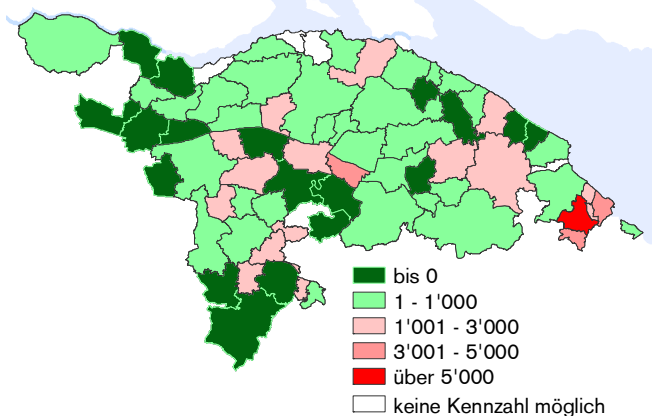 bis 0
1 - 1'000
1'001 - 3'000
3'001 - 5'000
über 5'000
keine Kennzahl möglich